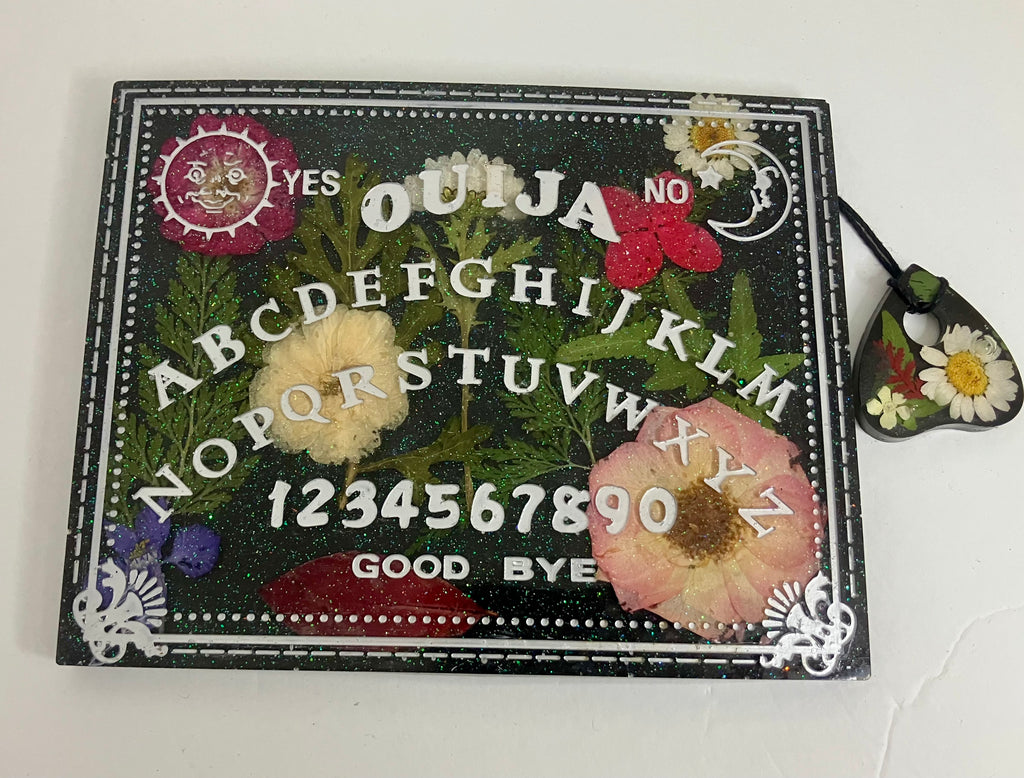 YES OUIJA NO
ABCDEFGHIJKLM
NOPQRSTUVWXYZ
1234567890
GOOD BYE